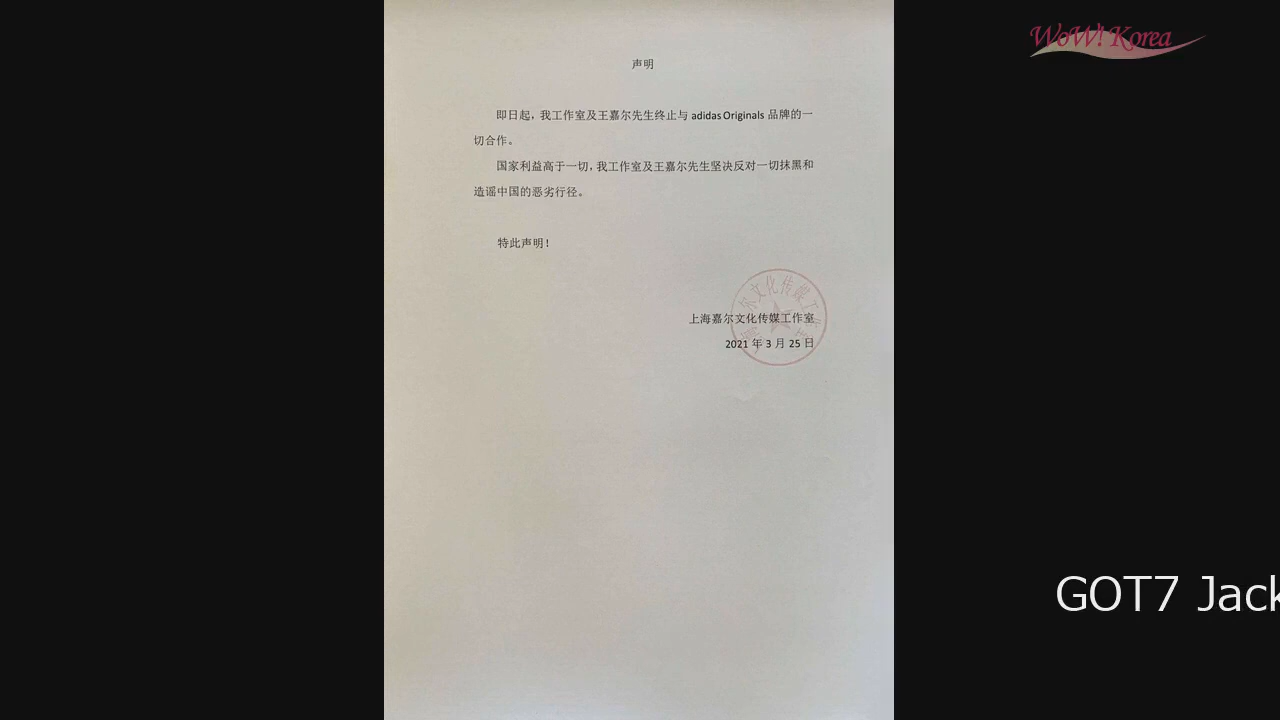 WoW! Korea
声明
即日起，我工作室及王嘉尔先生终止与 adidas Originals 品牌的一
切合作。
国家利益高于一切，我工作室及王嘉尔先生坚决反对一切抹黑和
造谣中国的恶劣行径。
特此声明！
上海嘉尔文化传媒工作室
2021 年 3 月 25 日
GOT7 Jack